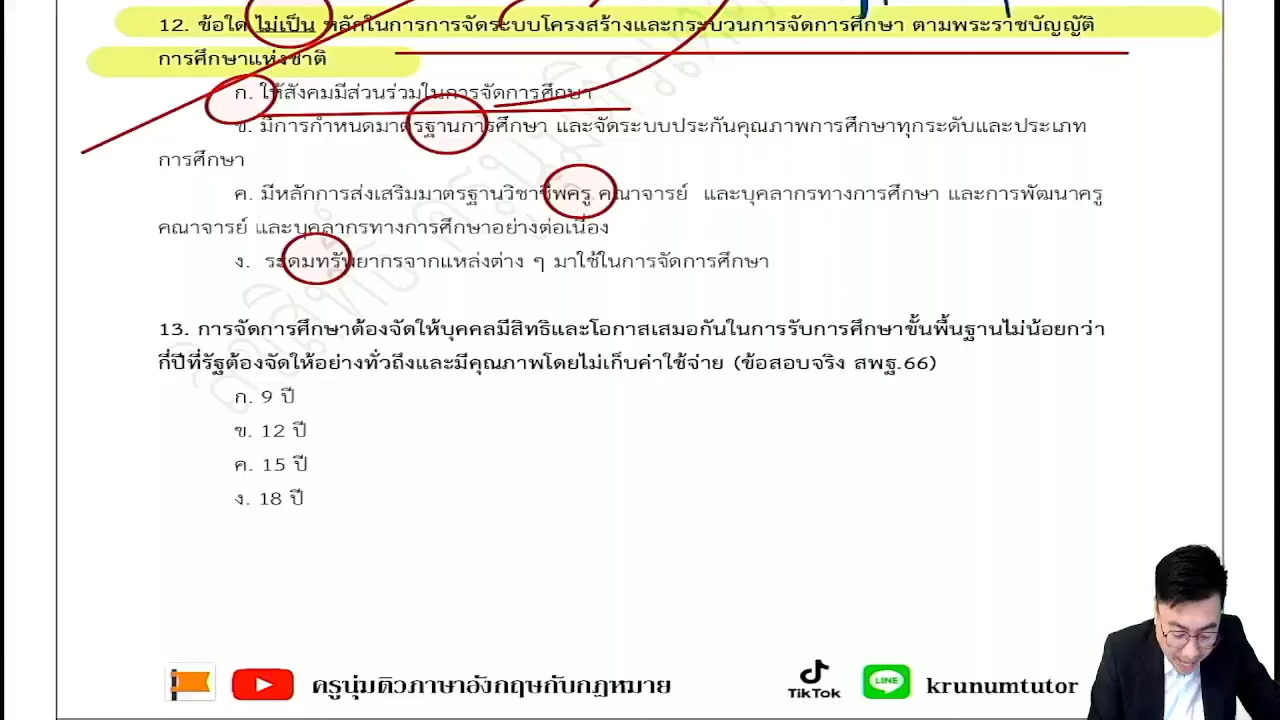 12. ข้อใด ไม่เป็น หลักในการการจัดระบบโครงสร้างและกระบวนการจัดการศึกษา ตามพระราชบัญญัติ
การศึกษาแห่งชาติ
ก. ให้สังคมมีส่วนร่วมในการจัดการศึกษา
ข. มีการกำหนดมาตรฐานการศึกษา และจัดระบบประกันคุณภาพการศึกษาทุกระดับและประเภท
การศึกษา
ค. มีหลักการส่งเสริมมาตรฐานวิชาชีพครู คณาจารย์ และบุคลากรทางการศึกษา และการพัฒนาครู
คณาจารย์ และบุคลากรทางการศึกษาอย่างต่อเนื่อง
ง. ระดมทรัพยากรจากแหล่งต่าง ๆ มาใช้ในการจัดการศึกษา
13. การจัดการศึกษาต้องจัดให้บุคคลมีสิทธิและโอกาสเสมอกันในการรับการศึกษาขั้นพื้นฐานไม่น้อยกว่า
กี่ปีที่รัฐต้องจัดให้อย่างทั่วถึงและมีคุณภาพโดยไม่เก็บค่าใช้จ่าย (ข้อสอบจริง สพฐ.66)
ก. 9 ปี
ข. 12 ปี
ค. 15 ปี
ง. 18 ปี
ครูนุ่มติวภาษาอังกฤษกับกฎหมาย
TikTok
LINE
krunumtutor